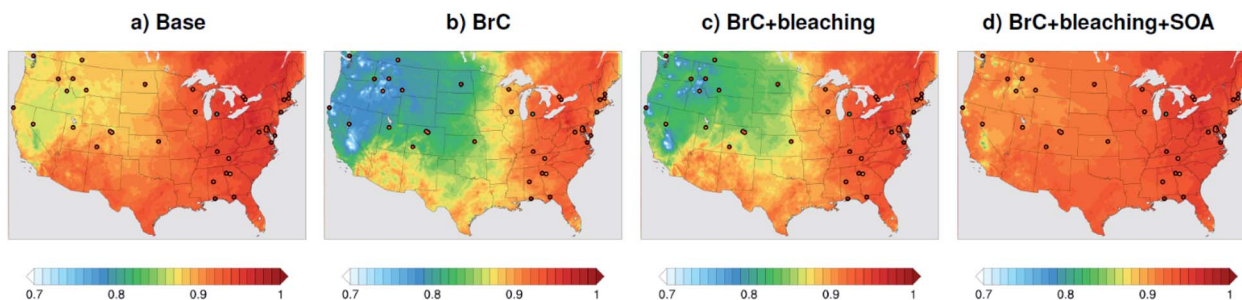 a) Base
b) BrC
c) BrC+bleaching
d) BrC+bleaching+SOA
0.7 0.8 0.9 1
0.7 0.8 0.9 1
0.7 0.8 0.9 1
0.7 0.8 0.9 1